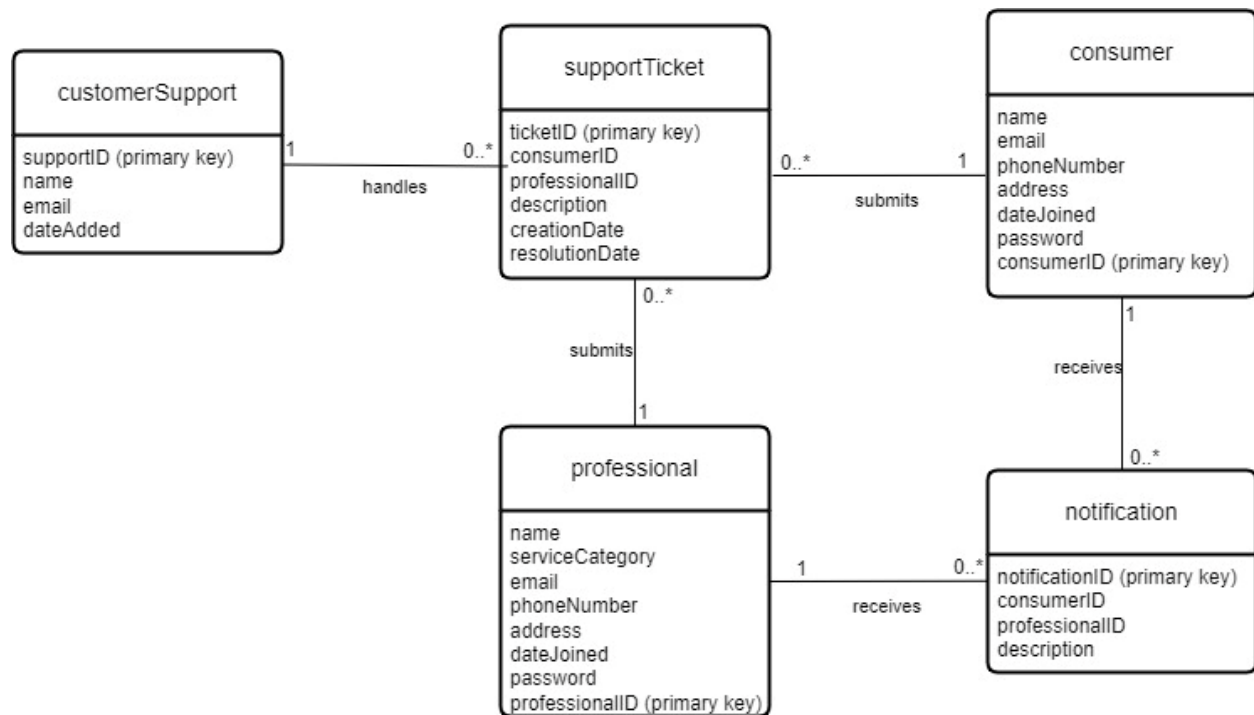 customerSupport
supportID (primary key)
name
email
dateAdded
1
0..*
handles
supportTicket
ticketID (primary key)
consumerID
professionalID
description
creationDate
resolutionDate
0..*
1
submits
consumer
name
email
phoneNumber
address
dateJoined
password
consumerID (primary key)
0..*
submits
1
1
receives
0..*
professional
name
serviceCategory
email
phoneNumber
address
dateJoined
password
professionalID (primary key)
1
0..*
receives
notification
notificationID (primary key)
consumerID
professionalID
description